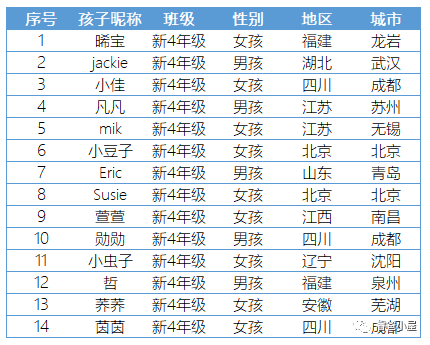 序号 孩子昵称 班级 性别 地区 城市
1 晞宝 新4年级 女孩 福建 龙岩
2 jackie 新4年级 男孩 湖北 武汉
3 小佳 新4年级 女孩 四川 成都
4 凡凡 新4年级 男孩 江苏 苏州
5 mik 新4年级 女孩 江苏 无锡
6 小豆子 新4年级 女孩 北京 北京
7 Eric 新4年级 男孩 山东 青岛
8 Susie 新4年级 女孩 北京 北京
9 萱萱 新4年级 女孩 江西 南昌
10 勋勋 新4年级 男孩 四川 成都
11 小虫子 新4年级 女孩 辽宁 沈阳
12 哲 新4年级 男孩 福建 泉州
13 荞荞 新4年级 女孩 安徽 芜湖
14 茵茵 新4年级 女孩 四川 成都